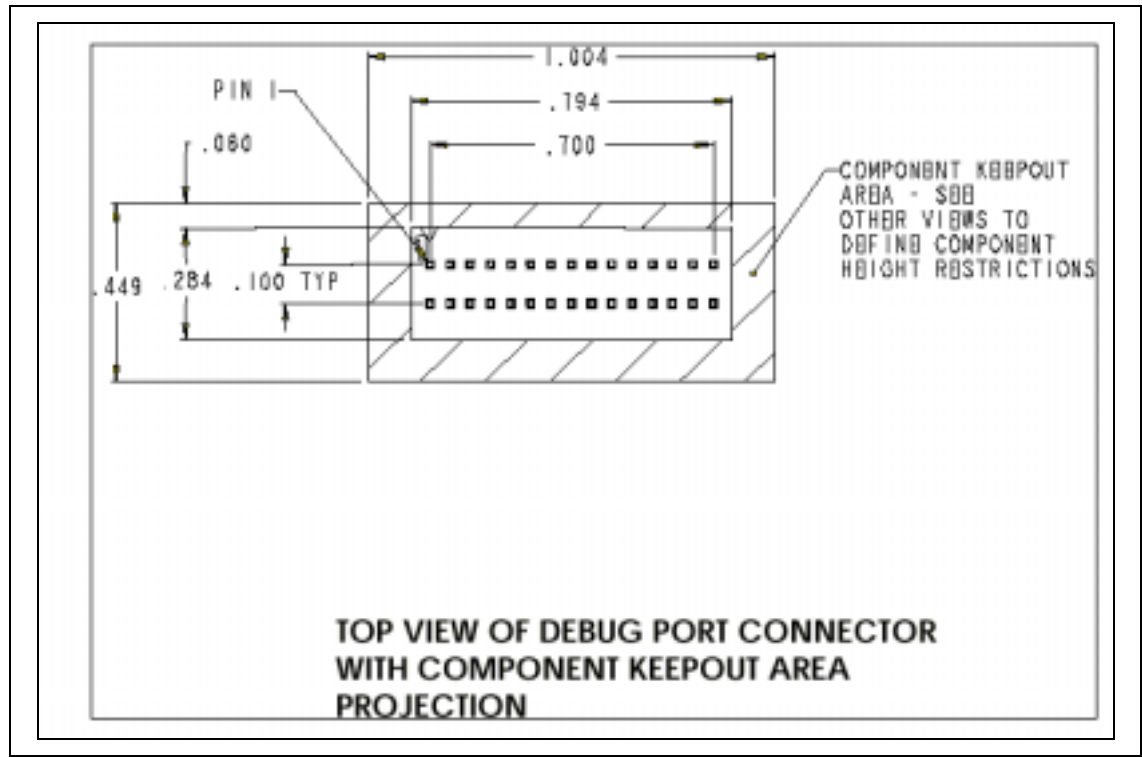 1.004
PIN 1
.794
.700
.060
COMPONENT KEEPOUT
AREA - SEE
OTHER VIEWS TO
DEFINE COMPONENT
HEIGHT RESTRICTIONS
.449
.284
.100 TYP
TOP VIEW OF DEBUG PORT CONNECTOR
WITH COMPONENT KEEPOUT AREA
PROJECTION